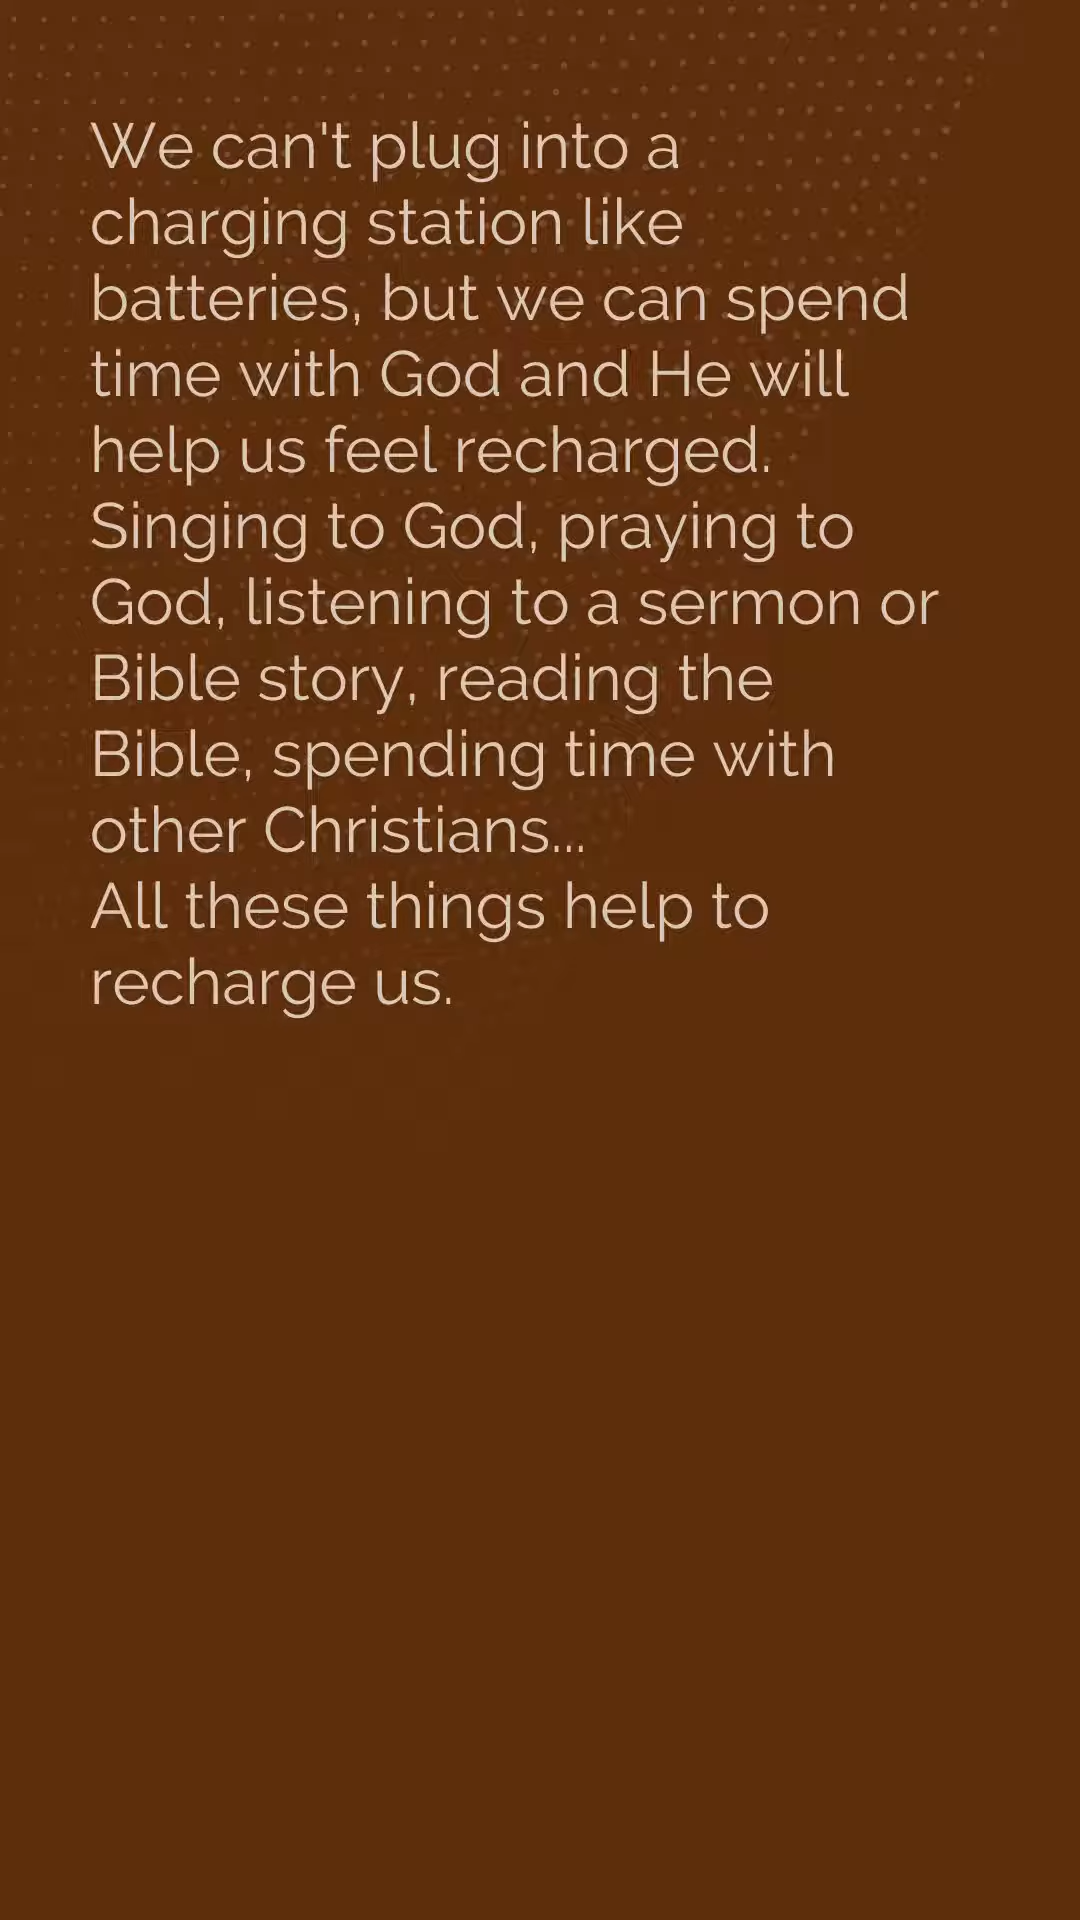 We can't plug into a
charging station like
batteries, but we can spend
time with God and He will
help us feel recharged.
Singing to God, praying to
God, listening to a sermon or
Bible story, reading the
Bible, spending time with
other Christians...
All these things help to
recharge us.